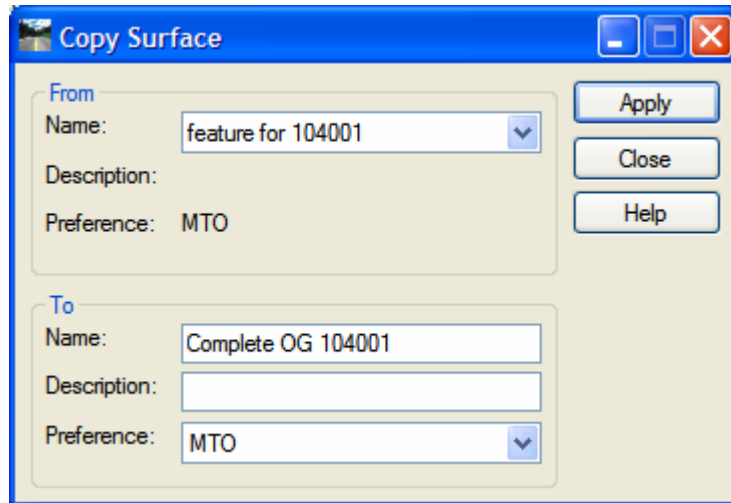 Copy Surface
From
Name: feature for 104001
Description:
Preference: MTO
Apply
Close
Help
To
Name: Complete OG 104001
Description:
Preference: MTO